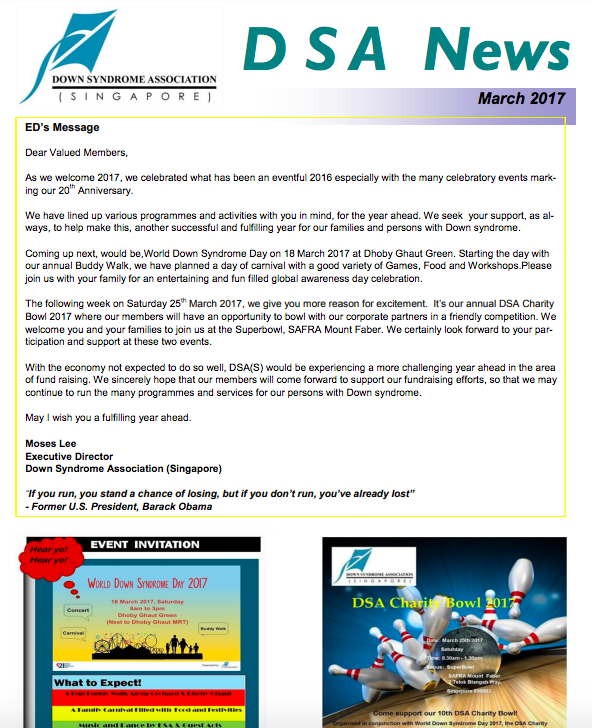 DOWN SYNDROME ASSOCIATION
( S I N G A P O R E )
DSA News
March 2017
ED's Message
Dear Valued Members,
As we welcome 2017, we celebrated what has been an eventful 2016 especially with the many celebratory events mark-
ing our 20th Anniversary.
We have lined up various programmes and activities with you in mind, for the year ahead. We seek your support, as al-
ways, to help make this, another successful and fulfilling year for our families and persons with Down syndrome.
Coming up next, would be,World Down Syndrome Day on 18 March 2017 at Dhoby Ghaut Green. Starting the day with
our annual Buddy Walk, we have planned a day of carnival with a good variety of Games, Food and Workshops.Please
join us with your family for an entertaining and fun filled global awareness day celebration.
The following week on Saturday 25th March 2017, we give you more reason for excitement. It's our annual DSA Charity
Bowl 2017 where our members will have an opportunity to bowl with our corporate partners in a friendly competition. We
welcome you and your families to join us at the Superbowl, SAFRA Mount Faber. We certainly look forward to your par-
ticipation and support at these two events.
With the economy not expected to do so well, DSA(S) would be experiencing a more challenging year ahead in the area
of fund raising. We sincerely hope that our members will come forward to support our fundraising efforts, so that we may
continue to run the many programmes and services for our persons with Down syndrome.
May I wish you a fulfilling year ahead.
Moses Lee
Executive Director
Down Syndrome Association (Singapore)
"If you run, you stand a chance of losing, but if you don't run, you've already lost"
- Former U.S. President, Barack Obama
Hear ye!
Hear ye!
EVENT INVITATION
WORLD DOWN SYNDROME DAY 2017
18 March 2017, Saturday
8am to 3pm
Dhoby Ghaut Green
(Next to Dhoby Ghaut MRT)
Concert
Carnival
Buddy Walk
What to Expect!
A Family Carnival Filled with Food and Festivities
Music and Dance by DSA & Guest Acts
DOWN SYNDROME ASSOCIATION
( S I N G A P O R E )
DSA Charity Bowl 2017
Date: March 25th 2017
Saturday
Time: 8.30am - 1.30pm
Venue: SuperBowl
SAFRA Mount Faber
2 Telok Blangah Way,
Singapore
Come support our 10th DSA Charity Bowl!
Organised in conjunction with World Down Syndrome Day 2017, the DSA Charity